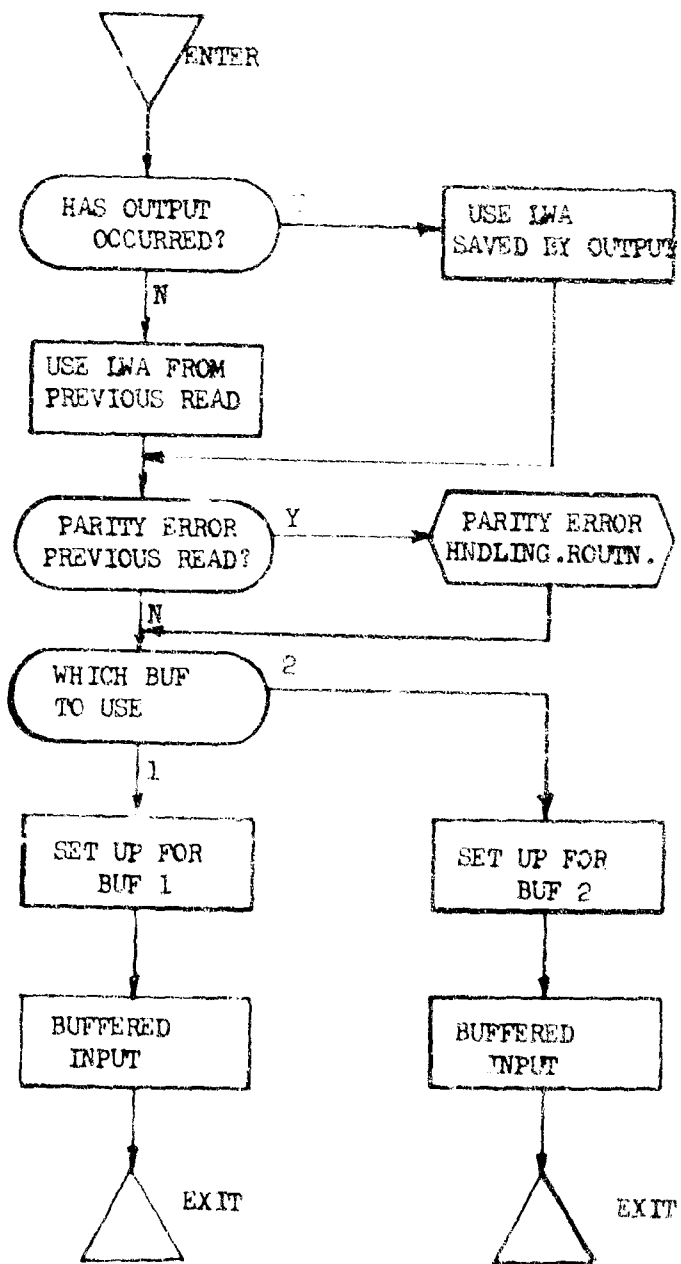 ENTER
HAS OUTPUT
OCCURRED?
USE LWA
SAVED BY OUTPUT
N
USE LWA FROM
PREVIOUS READ
PARITY ERROR
PREVIOUS READ?
Y
PARITY ERROR
HNDLING.ROUTN.
N
WHICH BUF
TO USE
2
1
SET UP FOR
BUF 1
SET UP FOR
BUF 2
BUFFERED
INPUT
BUFFERED
INPUT
EXIT
EXIT